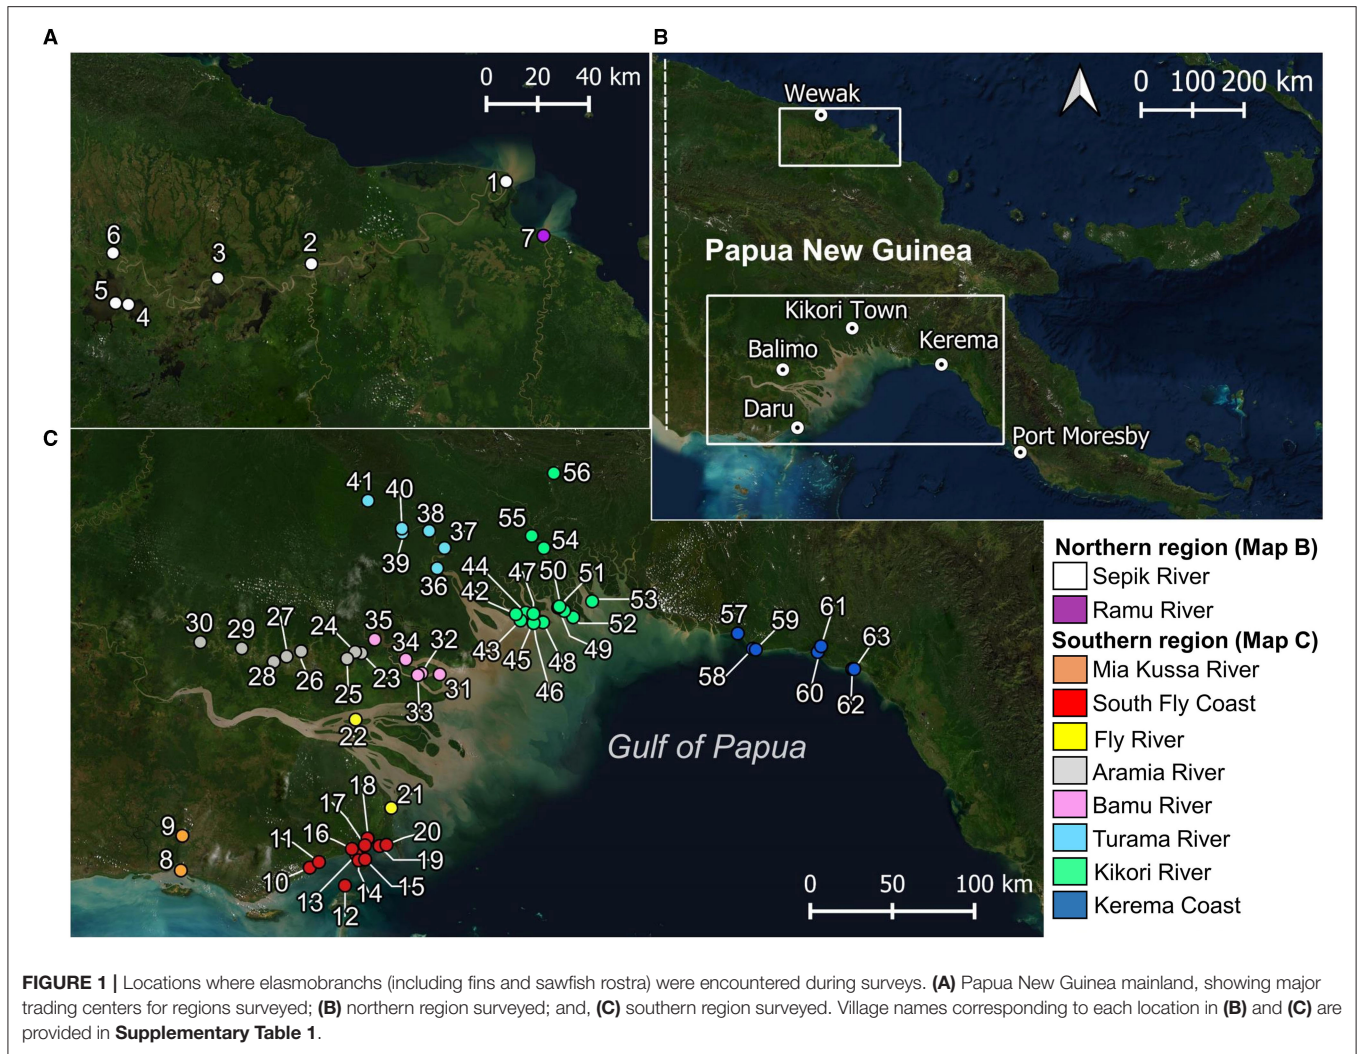 A
0 20 40 km
1
7
2
3
6
5
4
B
0 100 200 km
Wewak
Papua New Guinea
Kikori Town
Kerema
Balimo
Daru
Port Moresby
C
56
41
40
38
37
39
36
55
54
44
47
50
51
42
53
43
45
46
48
49
52
30
29
27
28
26
24
25
23
35
34
32
31
33
22
57
59
61
63
58
60
62
Gulf of Papua
18
17
21
16
11
20
9
8
10
13
12
14
15
19
0 50 100 km
Northern region (Map B)
Sepik River
Ramu River
Southern region (Map C)
Mia Kussa River
South Fly Coast
Fly River
Aramia River
Bamu River
Turama River
Kikori River
Kerema Coast
FIGURE 1 | Locations where elasmobranchs (including fins and sawfish rostra) were encountered during surveys. (A) Papua New Guinea mainland, showing major
trading centers for regions surveyed; (B) northern region surveyed; and, (C) southern region surveyed. Village names corresponding to each location in (B) and (C) are
provided in Supplementary Table 1.